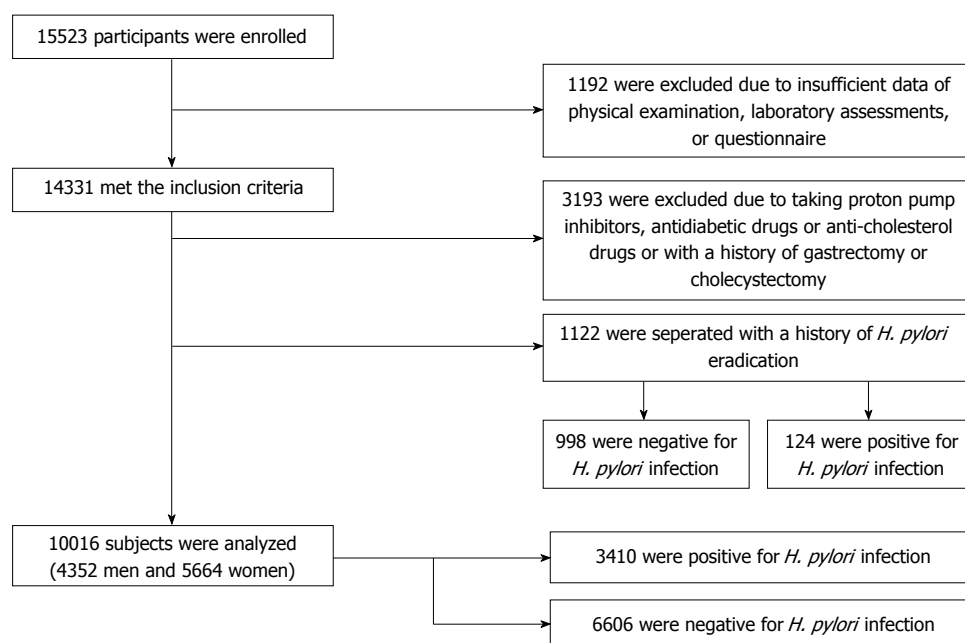 15523 participants were enrolled
1192 were excluded due to insufficient data of
physical examination, laboratory assessments,
or questionnaire
14331 met the inclusion criteria
3193 were excluded due to taking proton pump
inhibitors, antidiabetic drugs or anti-cholesterol
drugs or with a history of gastrectomy or
cholecystectomy
1122 were seperated with a history of H. pylori
eradication
998 were negative for
H. pylori infection
124 were positive for
H. pylori infection
10016 subjects were analyzed
(4352 men and 5664 women)
3410 were positive for H. pylori infection
6606 were negative for H. pylori infection